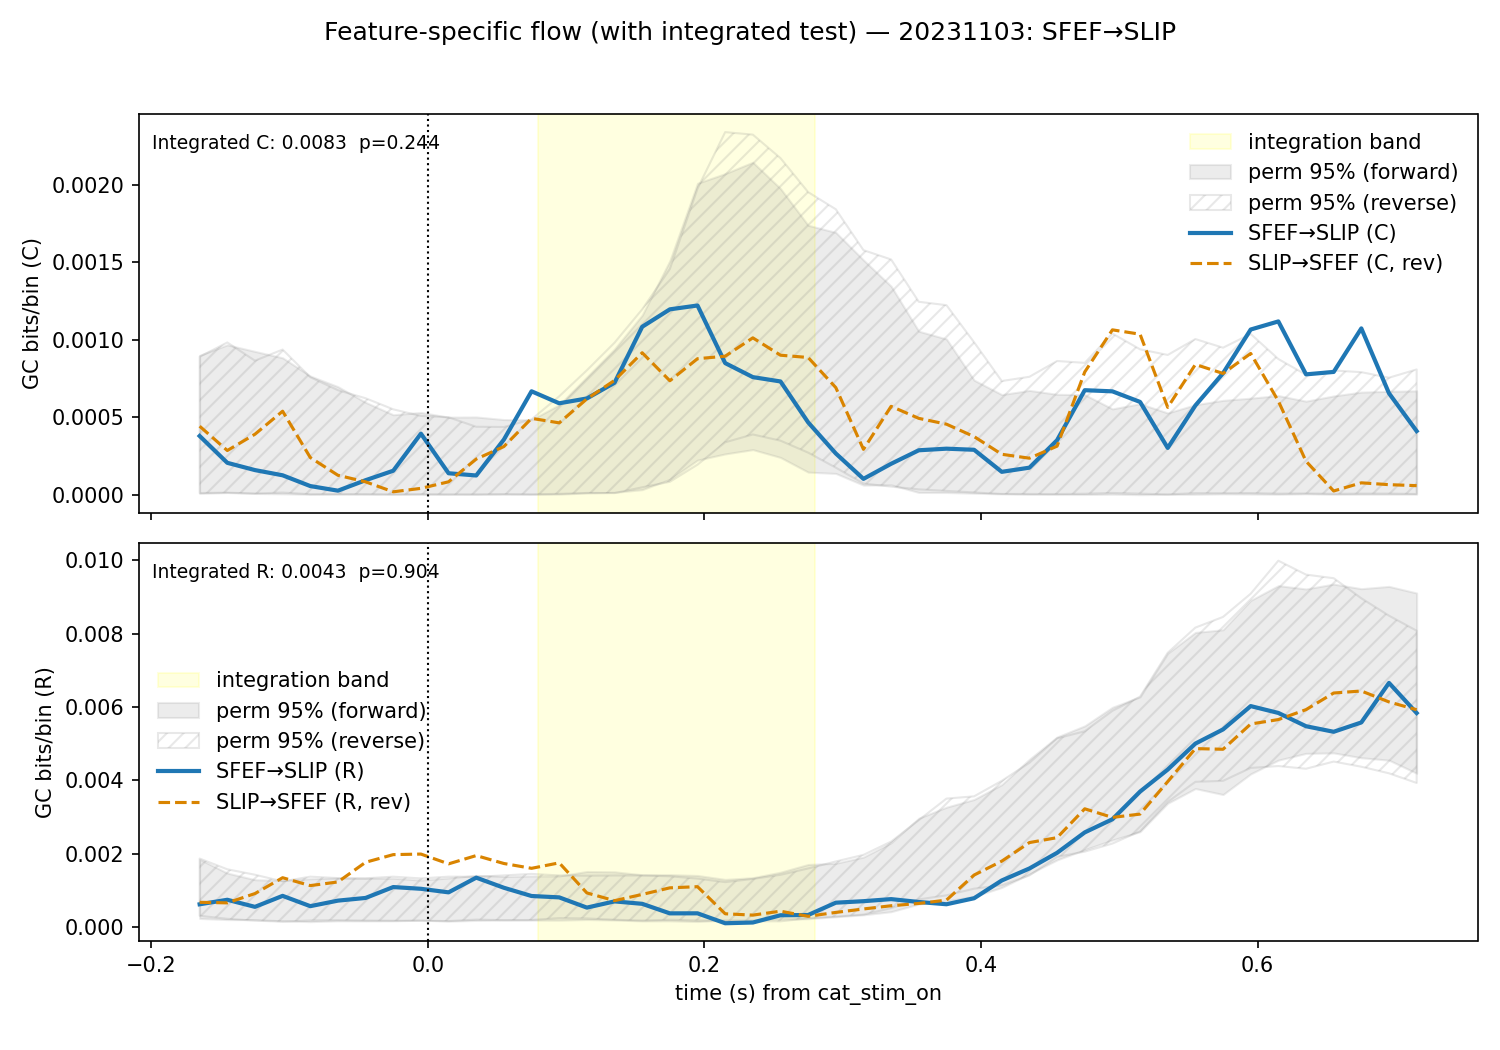 Feature-specific flow (with integrated test) — 20231103: SFEF→SLIP
Integrated C: 0.0083  p=0.244
integration band
perm 95% (forward)
perm 95% (reverse)
SFEF→SLIP (C)
SLIP→SFEF (C, rev)
0.0020
0.0015
0.0010
0.0005
0.0000
GC bits/bin (C)
Integrated R: 0.0043  p=0.904
integration band
perm 95% (forward)
perm 95% (reverse)
SFEF→SLIP (R)
SLIP→SFEF (R, rev)
0.010
0.008
0.006
0.004
0.002
0.000
GC bits/bin (R)
−0.2
0.0
0.2
0.4
0.6
time (s) from cat_stim_on